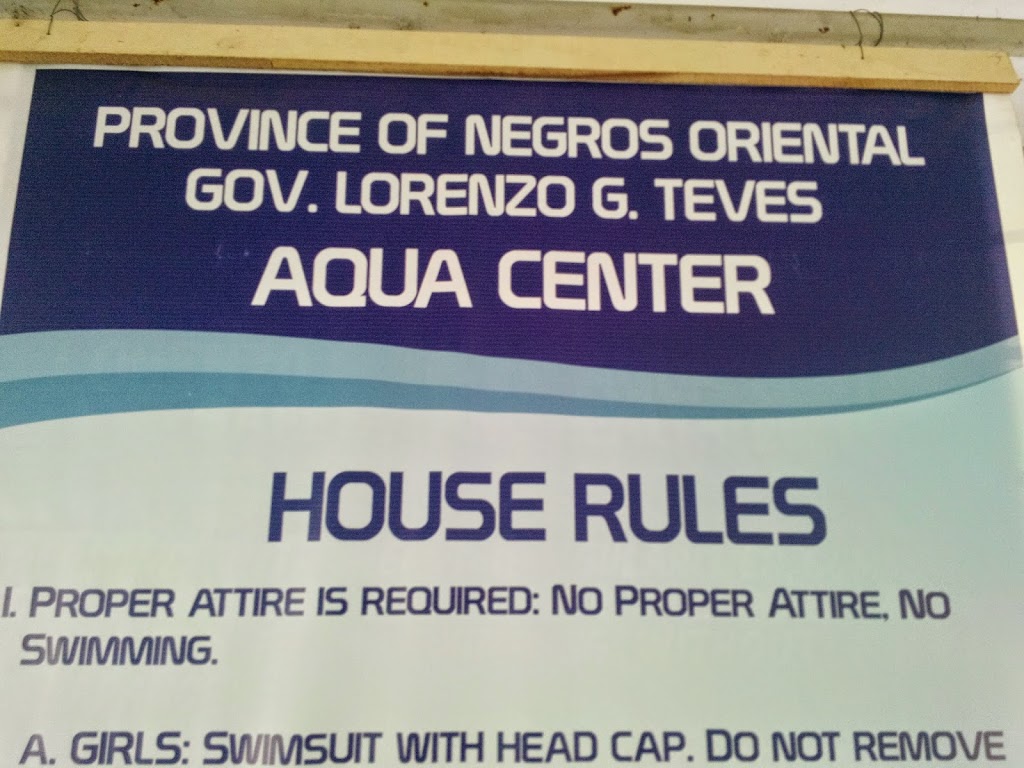 PROVINCE OF NEGROS ORIENTAL
GOV. LORENZO G. TEVES
AQUA CENTER
HOUSE RULES
I. PROPER ATTIRE IS REQUIRED: NO PROPER ATTIRE, NO
SWIMMING.
A. GIRLS: SWIMSUIT WITH HEAD CAP. DO NOT REMOVE